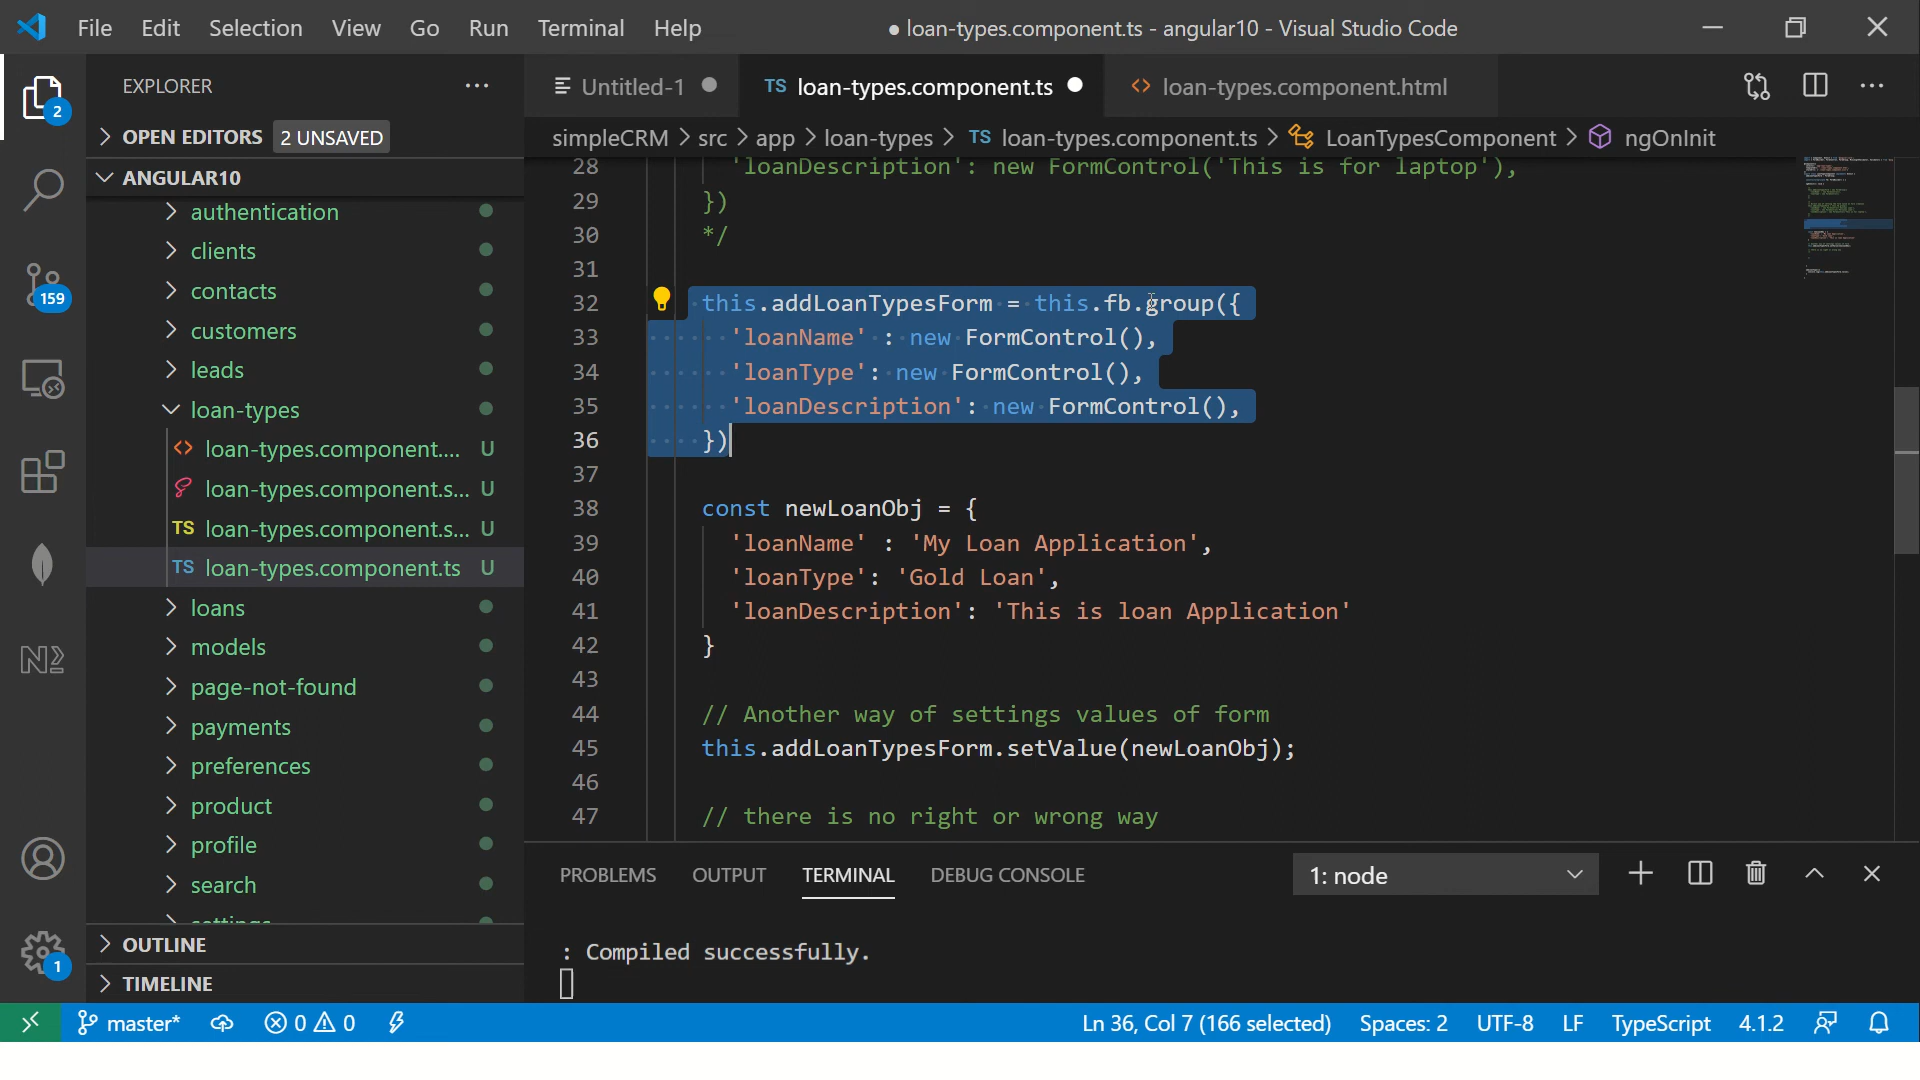 File Edit Selection View Go Run Terminal Help ● loan-types.component.ts - angular10 - Visual Studio Code
EXPLORER ···
Untitled-1 TS loan-types.component.ts <> loan-types.component.html
2
OPEN EDITORS 2 UNSAVED
simpleCRM > src > app > loan-types > TS loan-types.component.ts > LoanTypesComponent > ngOnInit
ANGULAR10
authentication
clients
contacts
customers
leads
loan-types
<> loan-types.component.... U
loan-types.component.s... U
TS loan-types.component.s... U
TS loan-types.component.ts U
loans
models
page-not-found
payments
preferences
product
profile
search
settings
OUTLINE
TIMELINE
159
1
28 'loanDescription': new FormControl('This is for laptop'),
29 })
30 */
31
32 this.addLoanTypesForm = this.fb.group({
33 'loanName' : new FormControl(),
34 'loanType': new FormControl(),
35 'loanDescription': new FormControl(),
36 })
37
38 const newLoanObj = {
39 'loanName' : 'My Loan Application',
40 'loanType': 'Gold Loan',
41 'loanDescription': 'This is loan Application'
42 }
43
44 // Another way of settings values of form
45 this.addLoanTypesForm.setValue(newLoanObj);
46
47 // there is no right or wrong way
PROBLEMS OUTPUT TERMINAL DEBUG CONSOLE 1: node
: Compiled successfully.
master* 0 0 Ln 36, Col 7 (166 selected) Spaces: 2 UTF-8 LF TypeScript 4.1.2